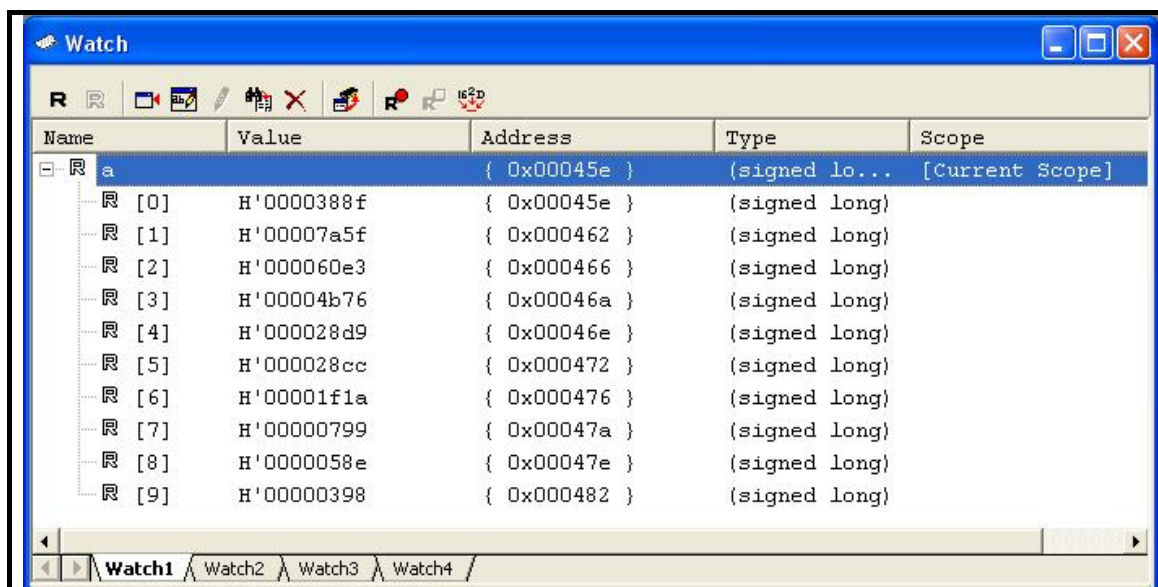 Watch
R R 16 2D R R
Name Value Address Type Scope
R a { 0x00045e } (signed lo... [Current Scope]
R [0] H'0000388f { 0x00045e } (signed long)
R [1] H'00007a5f { 0x000462 } (signed long)
R [2] H'000060e3 { 0x000466 } (signed long)
R [3] H'00004b76 { 0x00046a } (signed long)
R [4] H'000028d9 { 0x00046e } (signed long)
R [5] H'000028cc { 0x000472 } (signed long)
R [6] H'00001f1a { 0x000476 } (signed long)
R [7] H'00000799 { 0x00047a } (signed long)
R [8] H'0000058e { 0x00047e } (signed long)
R [9] H'00000398 { 0x000482 } (signed long)
Watch1 Watch2 Watch3 Watch4